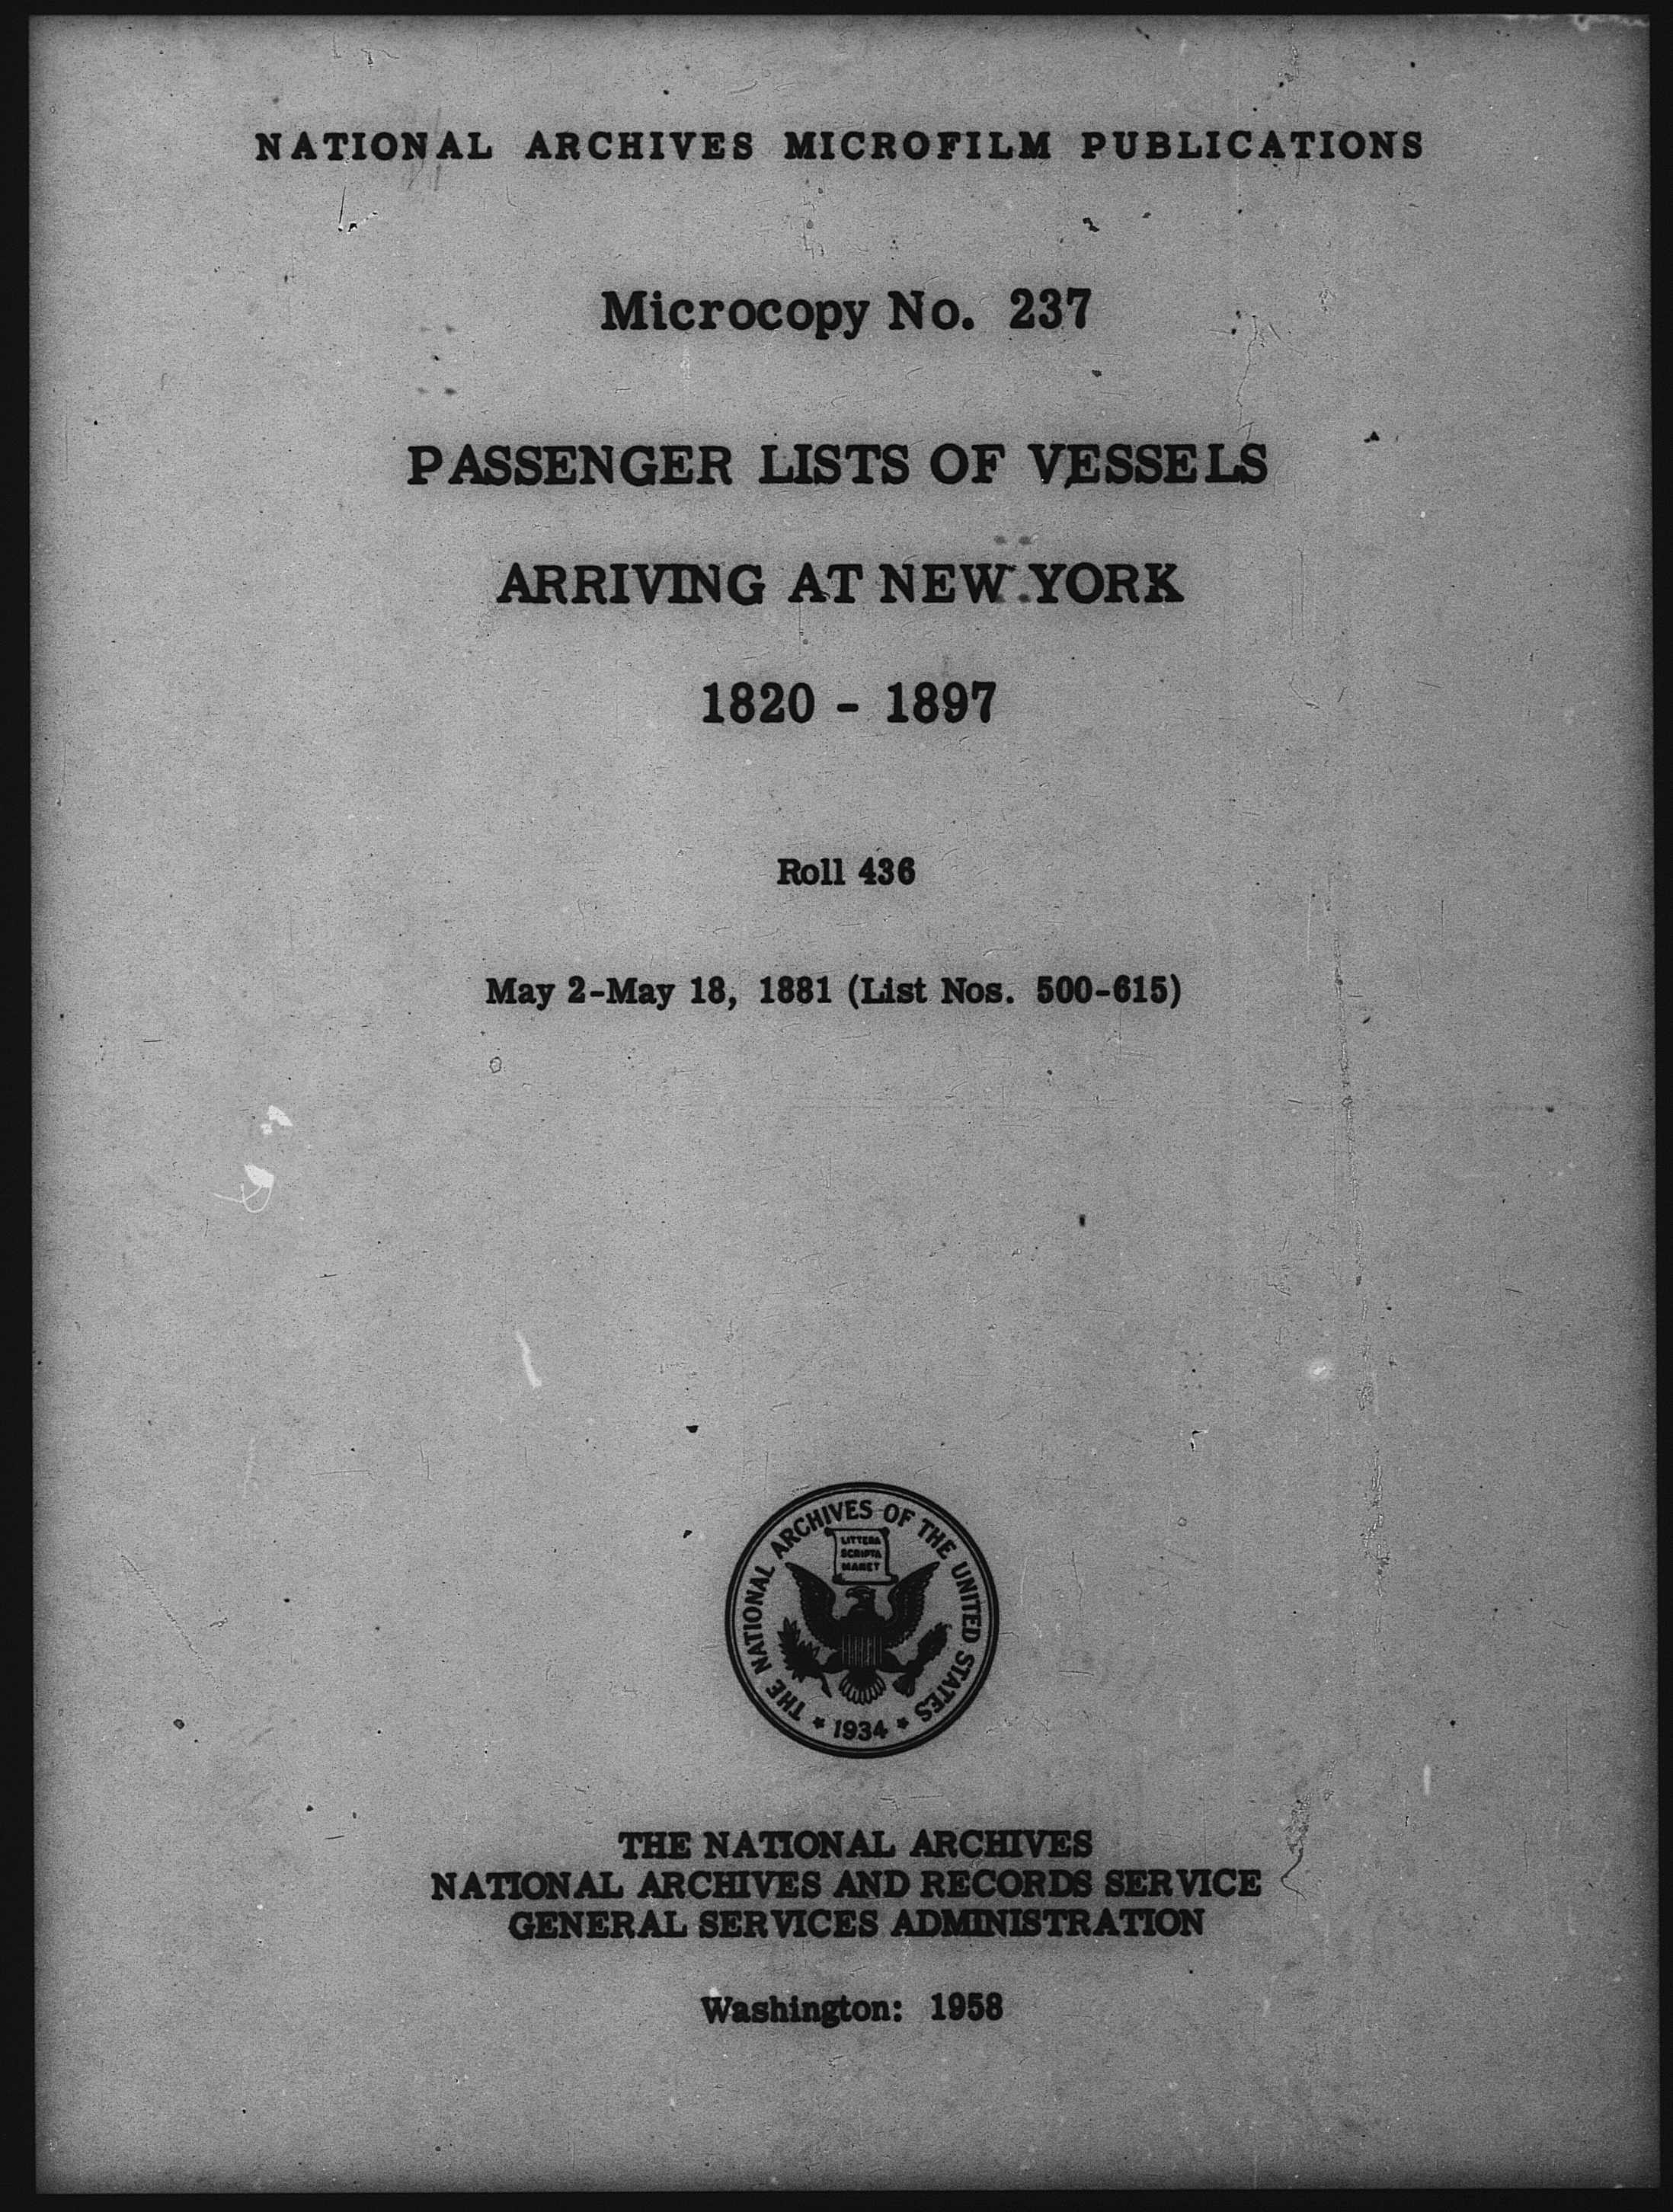 NATIONAL ARCHIVES MICROFILM PUBLICATIONS
Microcopy No. 237
PASSENGER LISTS OF VESSELS
ARRIVING AT NEW YORK
1820 - 1897
Roll 436
May 2-May 18, 1881 (List Nos. 500-615)
THE NATIONAL ARCHIVES OF THE UNITED STATES
LITTERA
SCRIPTA
MANET
* 1934 *
THE NATIONAL ARCHIVES
NATIONAL ARCHIVES AND RECORDS SERVICE
GENERAL SERVICES ADMINISTRATION
Washington: 1958